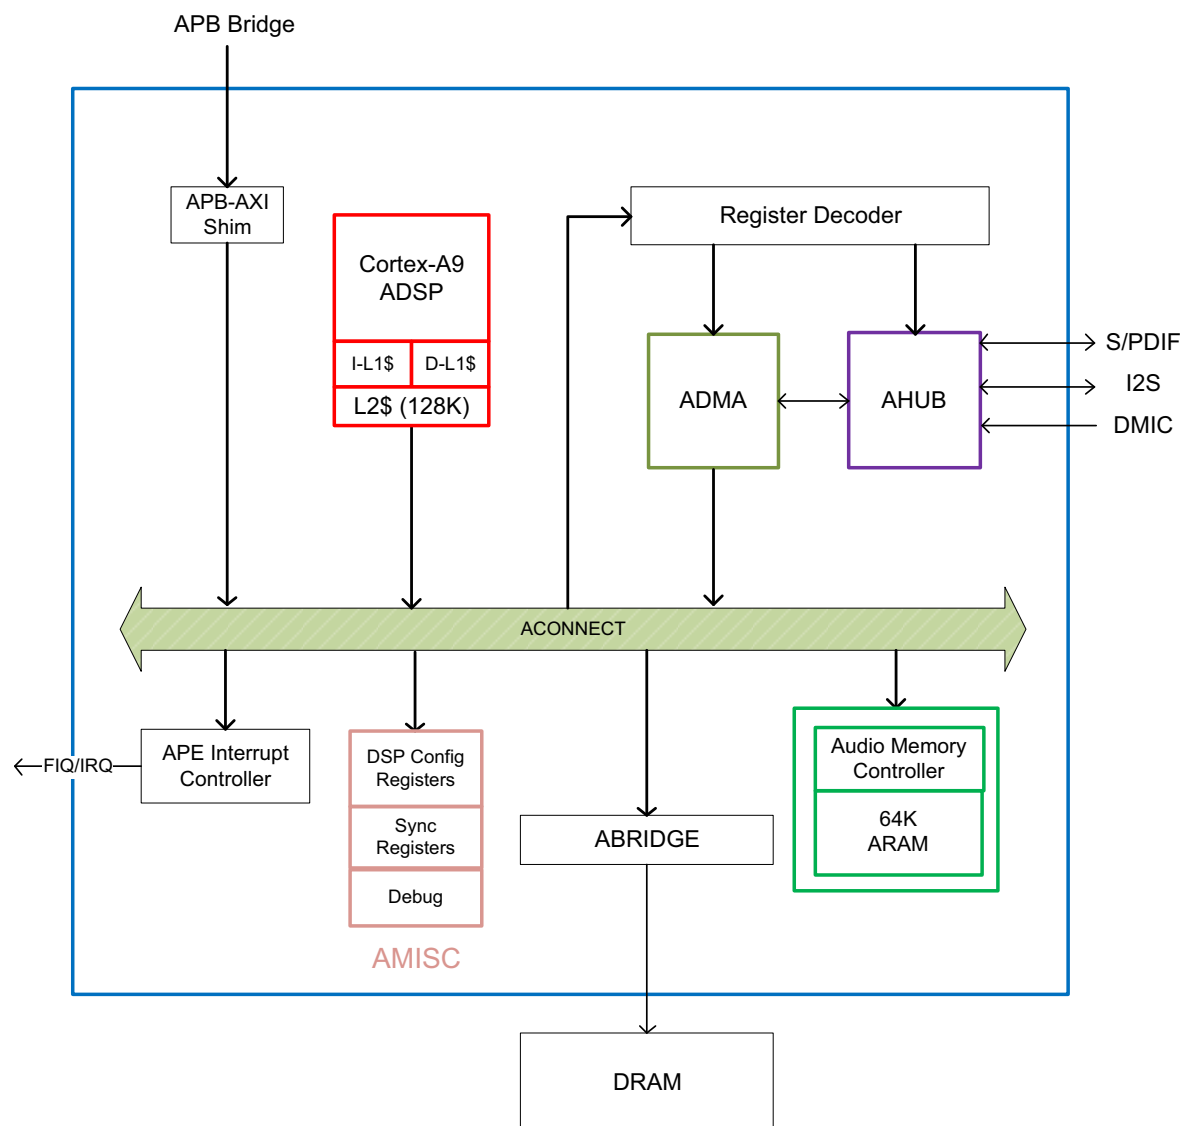 APB Bridge
APB-AXI
Shim
Cortex-A9
ADSP
I-L1$
D-L1$
L2$ (128K)
Register Decoder
ADMA
AHUB
S/PDIF
I2S
DMIC
ACONNECT
FIQ/IRQ
APE Interrupt
Controller
DSP Config
Registers
Sync
Registers
Debug
AMISC
ABRIDGE
Audio Memory
Controller
64K
ARAM
DRAM